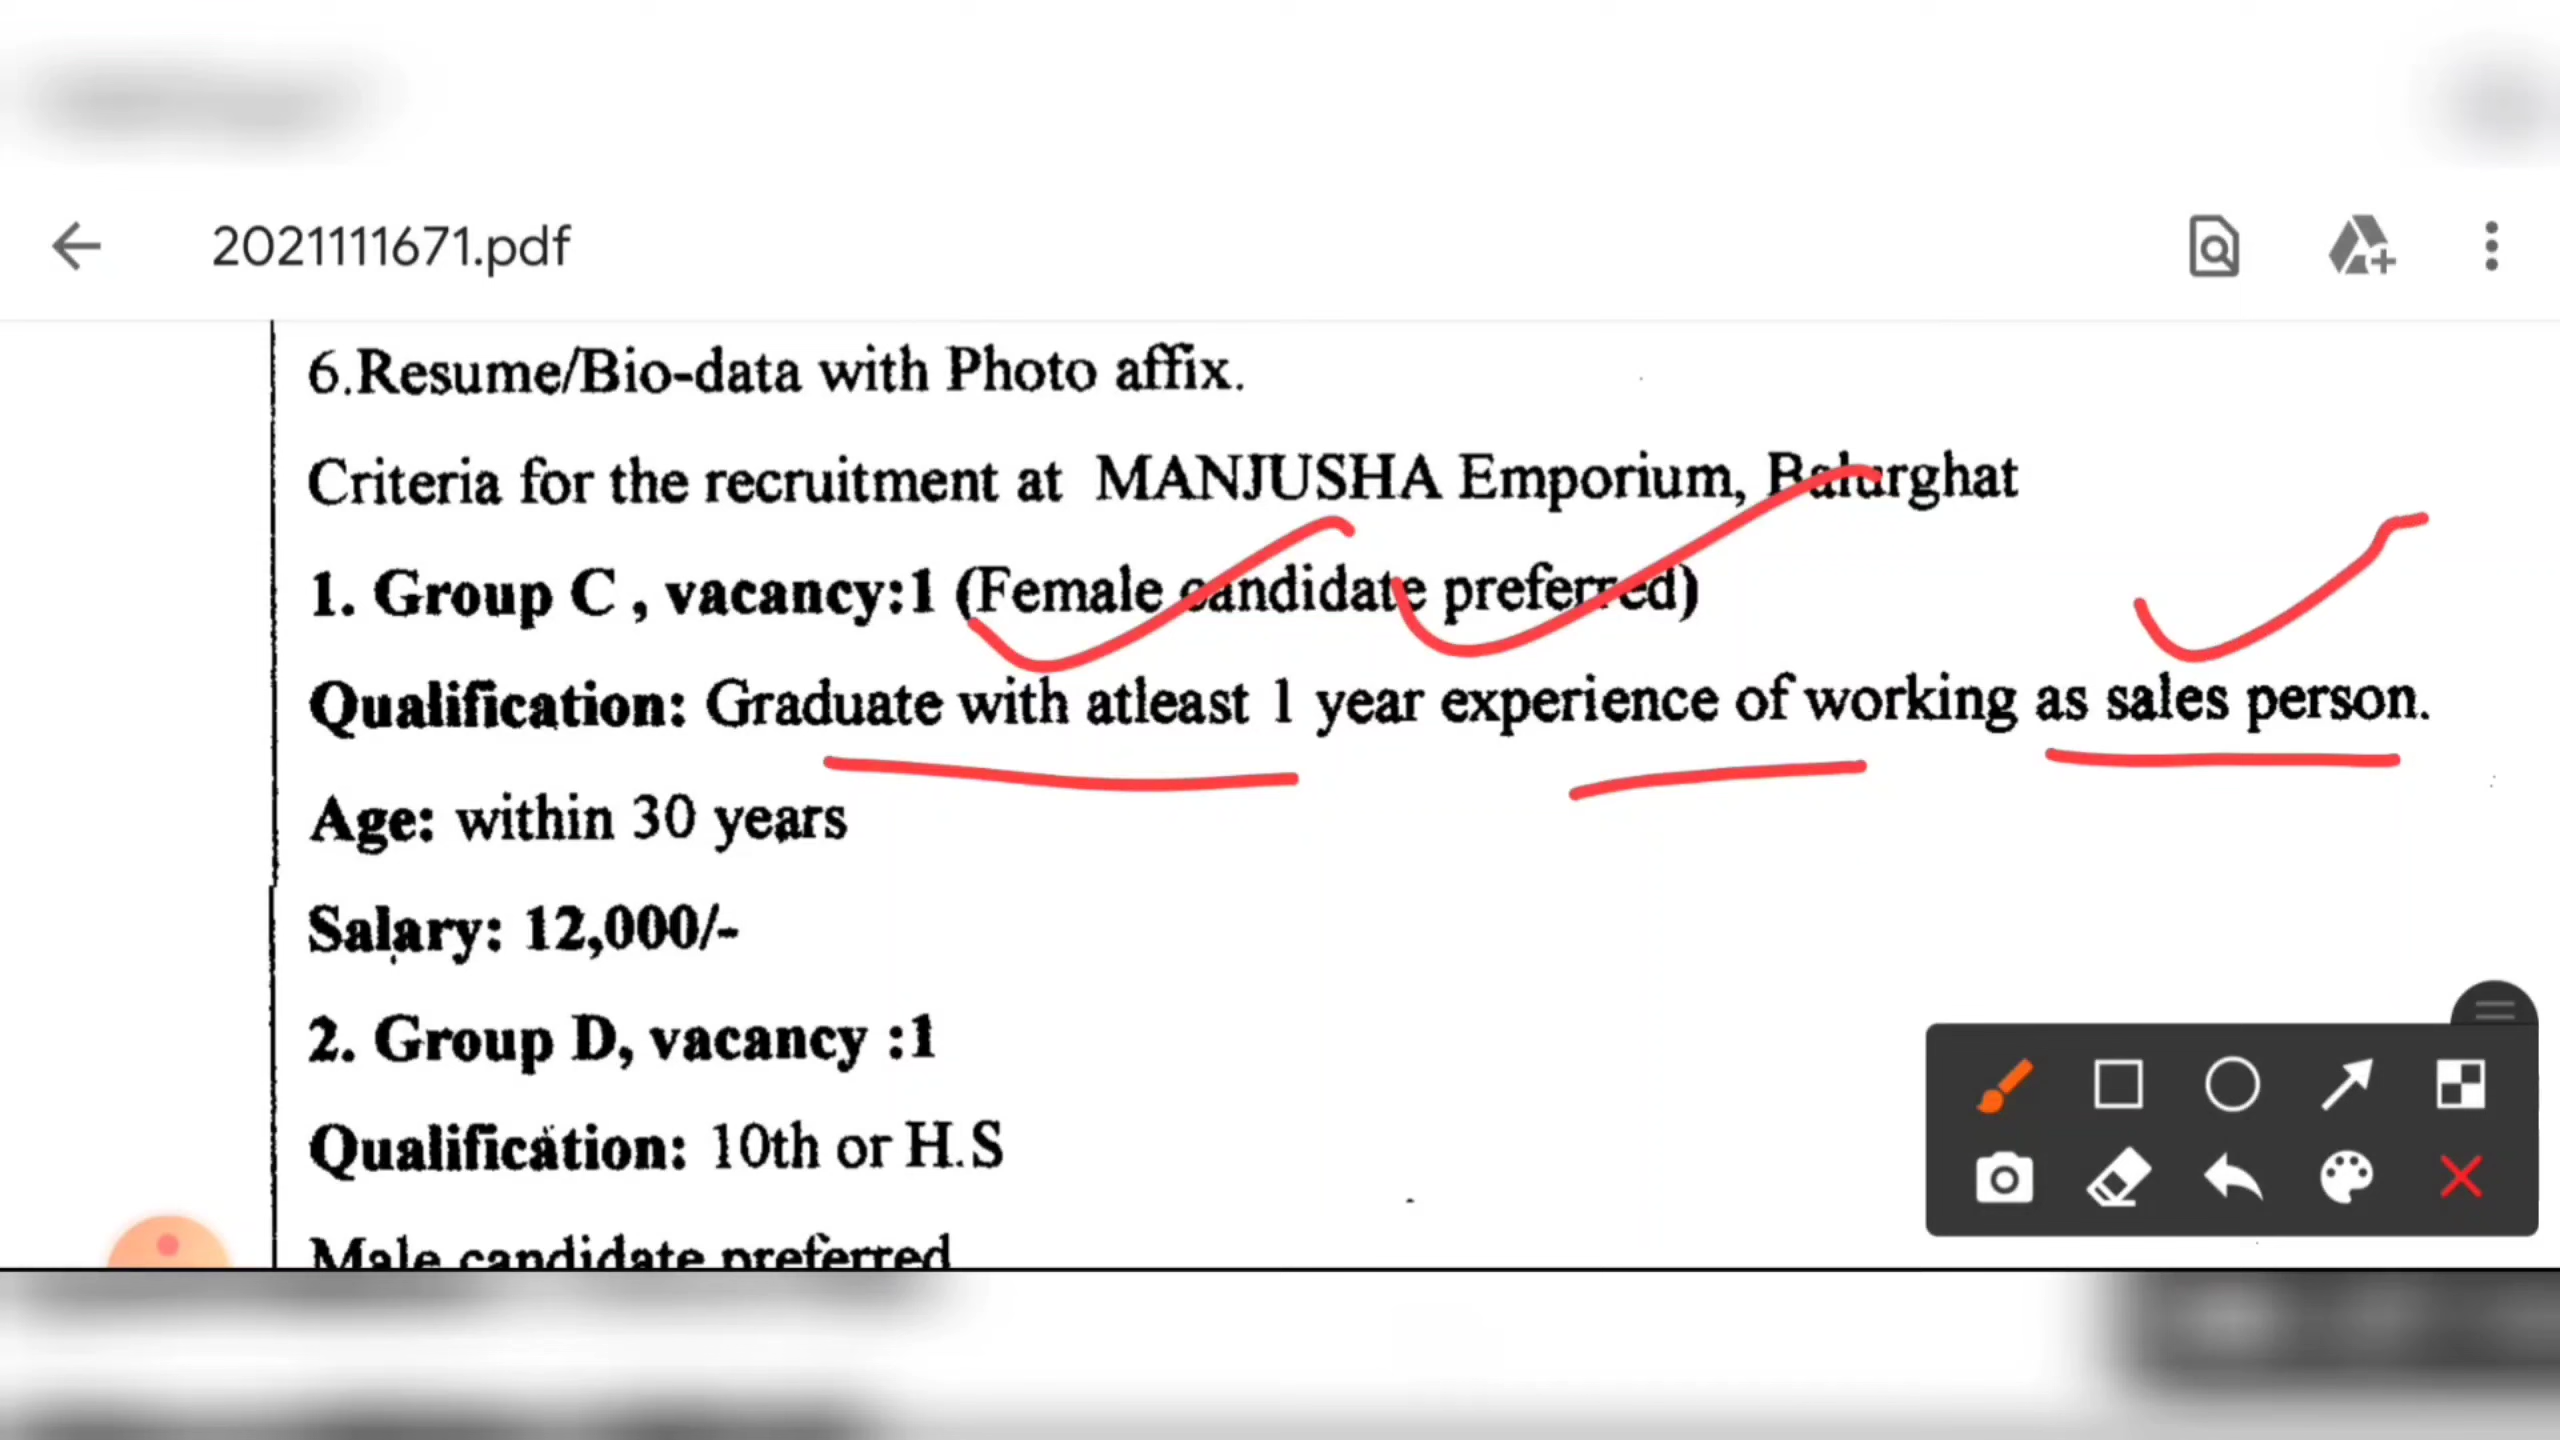 2021111671.pdf
6.Resume/Bio-data with Photo affix.
Criteria for the recruitment at MANJUSHA Emporium, Balurghat
1. Group C , vacancy:1 (Female candidate preferred)
Qualification: Graduate with atleast 1 year experience of working as sales person.
Age: within 30 years
Salary: 12,000/-
2. Group D, vacancy :1
Qualification: 10th or H.S
Male candidate preferred